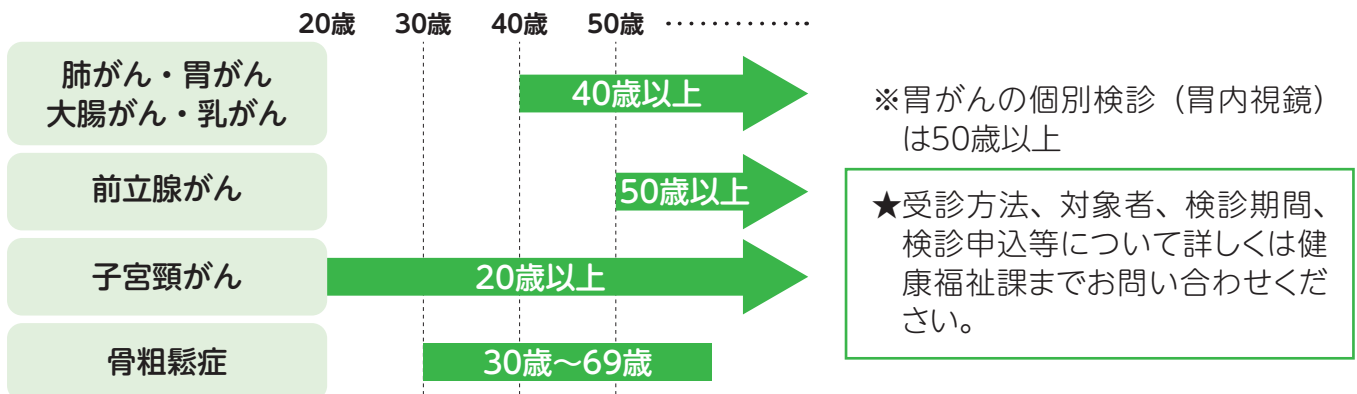 20歳 30歳 40歳 50歳 ‥‥‥‥‥‥‥
肺がん・胃がん
大腸がん・乳がん
40歳以上
前立腺がん
50歳以上
子宮頸がん
20歳以上
骨粗鬆症
30歳～69歳
※胃がんの個別検診（胃内視鏡）
は50歳以上
★受診方法、対象者、検診期間、
検診申込等について詳しくは健
康福祉課までお問い合わせくだ
さい。